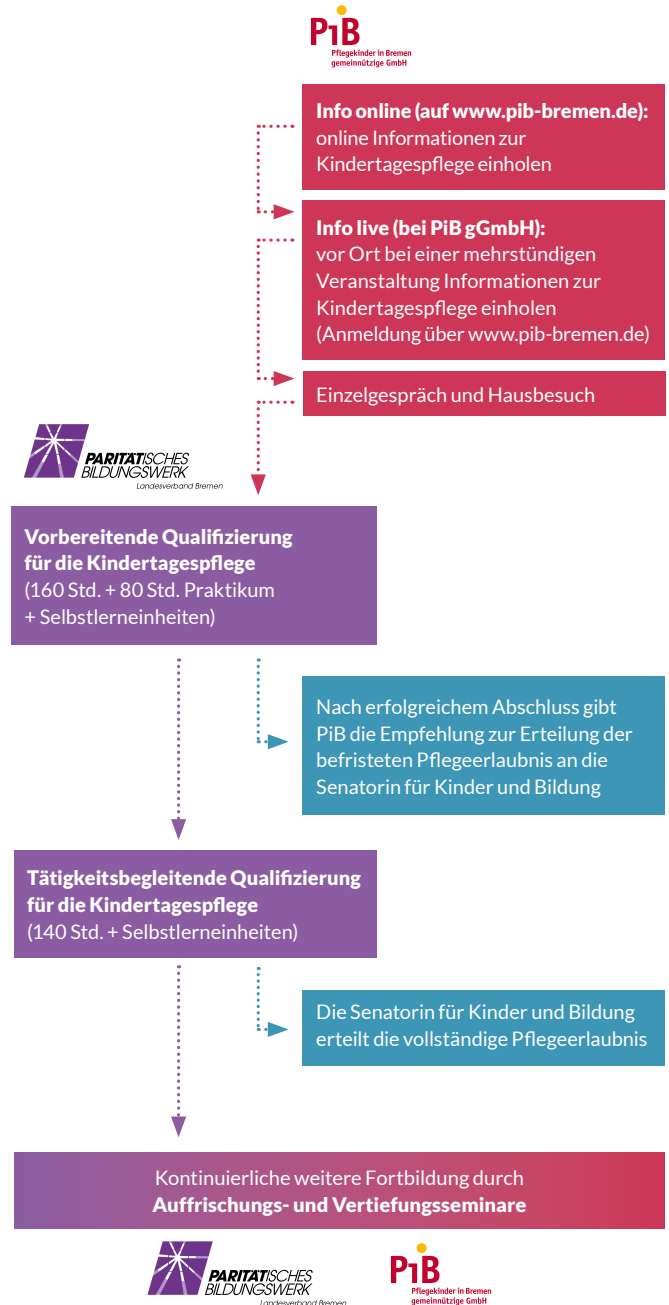 PiB
Pflegekinder in Bremen
gemeinnützige GmbH
Info online (auf www.pib-bremen.de):
online Informationen zur
Kindertagespflege einholen
Info live (bei PiB gGmbH):
vor Ort bei einer mehrstündigen
Veranstaltung Informationen zur
Kindertagespflege einholen
(Anmeldung über www.pib-bremen.de)
Einzelgespräch und Hausbesuch
PARITÄTISCHES
BILDUNGSWERK
Landesverband Bremen
Vorbereitende Qualifizierung
für die Kindertagespflege
(160 Std. + 80 Std. Praktikum
+ Selbstlerneinheiten)
Nach erfolgreichem Abschluss gibt
PiB die Empfehlung zur Erteilung der
befristeten Pflegeerlaubnis an die
Senatorin für Kinder und Bildung
Tätigkeitsbegleitende Qualifizierung
für die Kindertagespflege
(140 Std. + Selbstlerneinheiten)
Die Senatorin für Kinder und Bildung
erteilt die vollständige Pflegeerlaubnis
Kontinuierliche weitere Fortbildung durch
Auffrischungs- und Vertiefungsseminare
PARITÄTISCHES
BILDUNGSWERK
Landesverband Bremen
PiB
Pflegekinder in Bremen
gemeinnützige GmbH